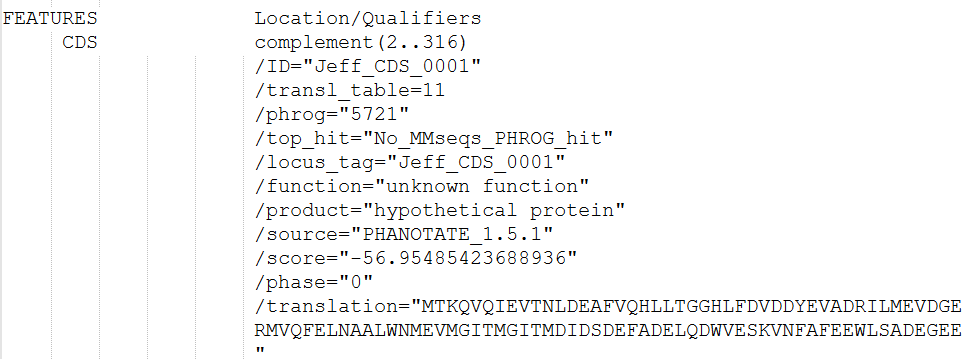 FEATURES Location/Qualifiers
CDS complement(2..316)
/ID="Jeff_CDS_0001"
/transl_table=11
/phrog="5721"
/top_hit="No_MMseqs_PHROG_hit"
/locus_tag="Jeff_CDS_0001"
/function="unknown function"
/product="hypothetical protein"
/source="PHANOTATE_1.5.1"
/score="-56.95485423688936"
/phase="0"
/translation="MTKQVQIEVTNLDEAFVQHLLTGGHLFDVDDYEVADRILMEVDGE
RMVQFELNAALWNMEVMGITMGITMDIDSDEFADELQDWVESKVNFAFEEWLSADEGEE
"